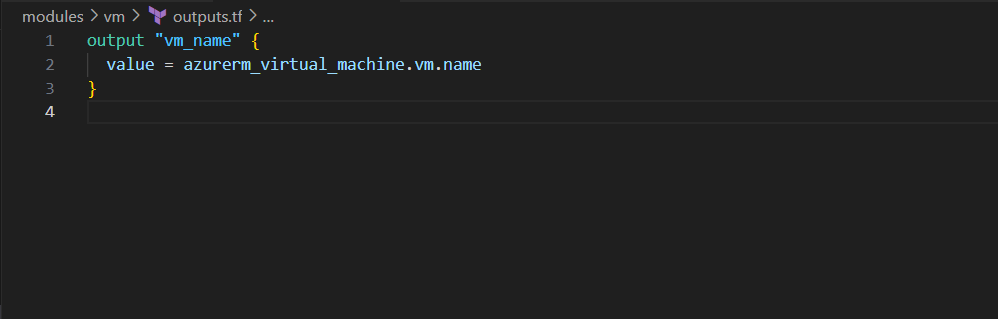 modules > vm > outputs.tf > ...
1 output "vm_name" {
2 value = azurerm_virtual_machine.vm.name
3 }
4